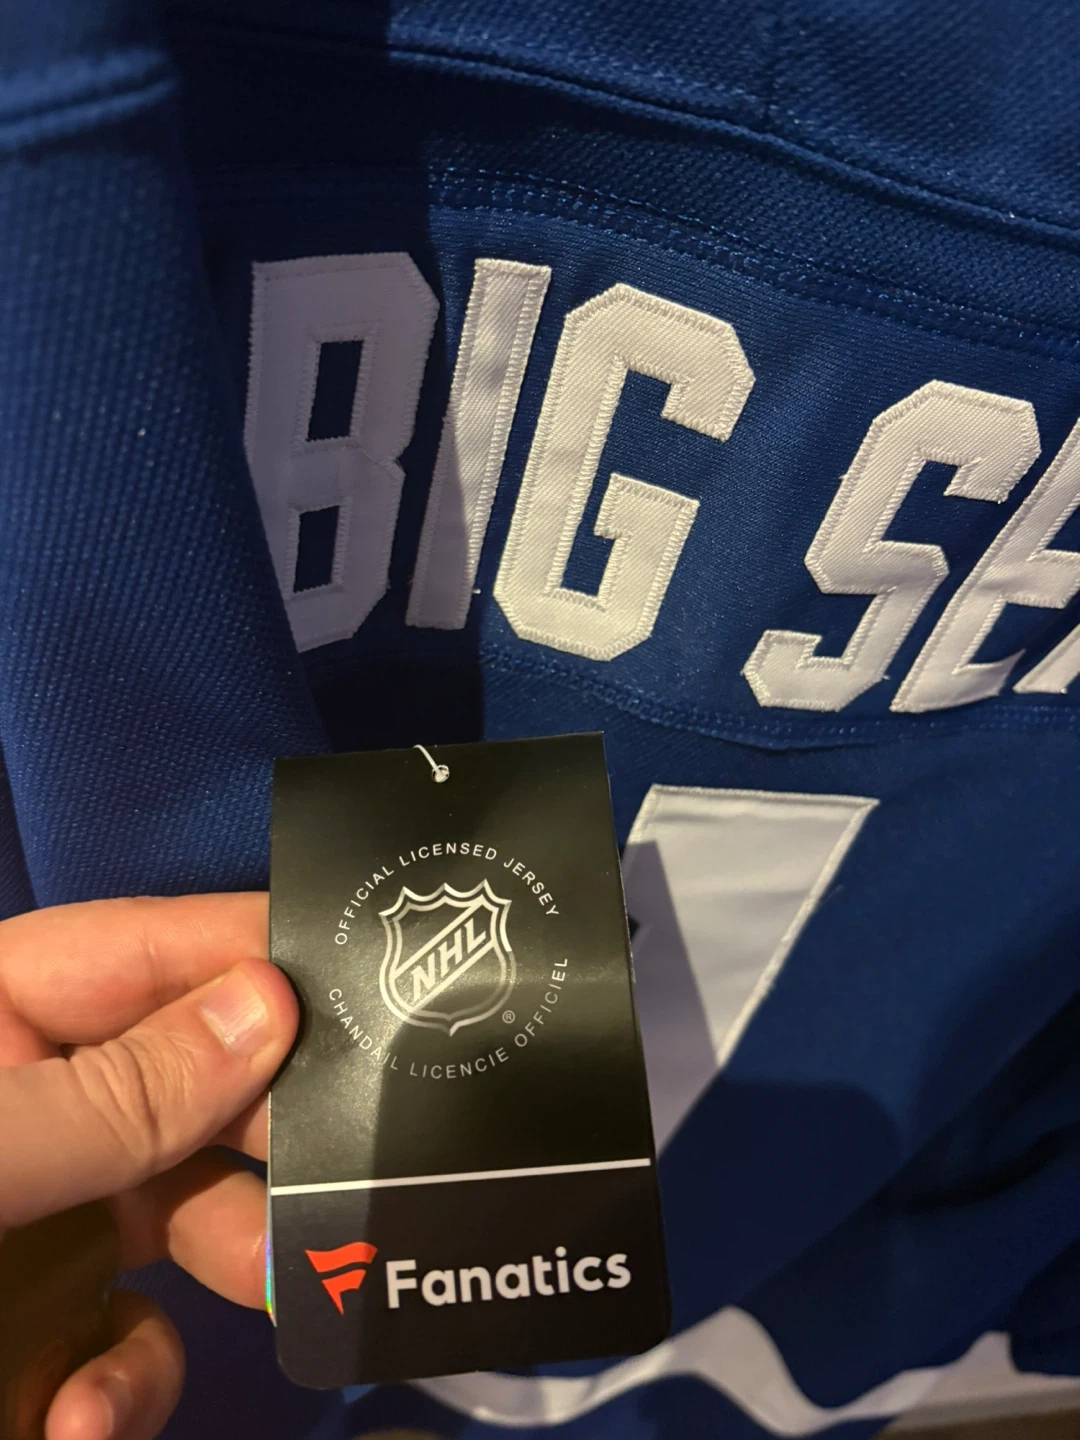 BIG SE
OFFICIAL LICENSED JERSEY
NHL
®
CHANDAIL LICENCIE OFFICIEL
Fanatics